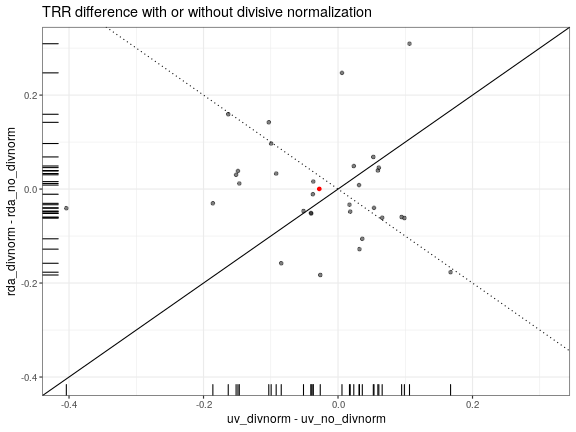 TRR difference with or without divisive normalization
rda_divnorm - rda_no_divnorm
0.2
0.0
-0.2
-0.4
-0.4
-0.2
0.0
0.2
uv_divnorm - uv_no_divnorm